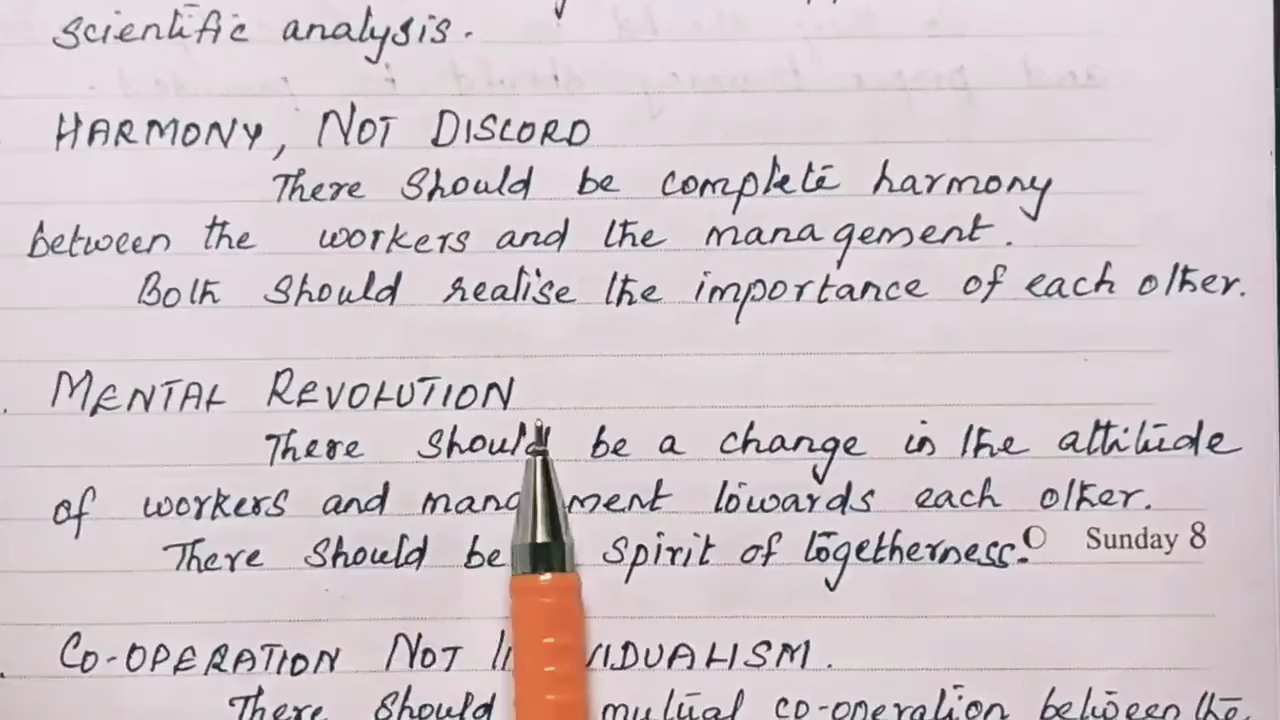 scientific analysis.
HARMONY, NOT DISCORD
There should be complete harmony
between the workers and the management.
Both should realise the importance of each other.
MENTAL REVOLUTION
There should be a change in the attitude
of workers and management towards each other.
There should be spirit of togetherness.
Sunday 8
CO-OPERATION NOT INDIVIDUALISM.
There should mutual co-operation between the